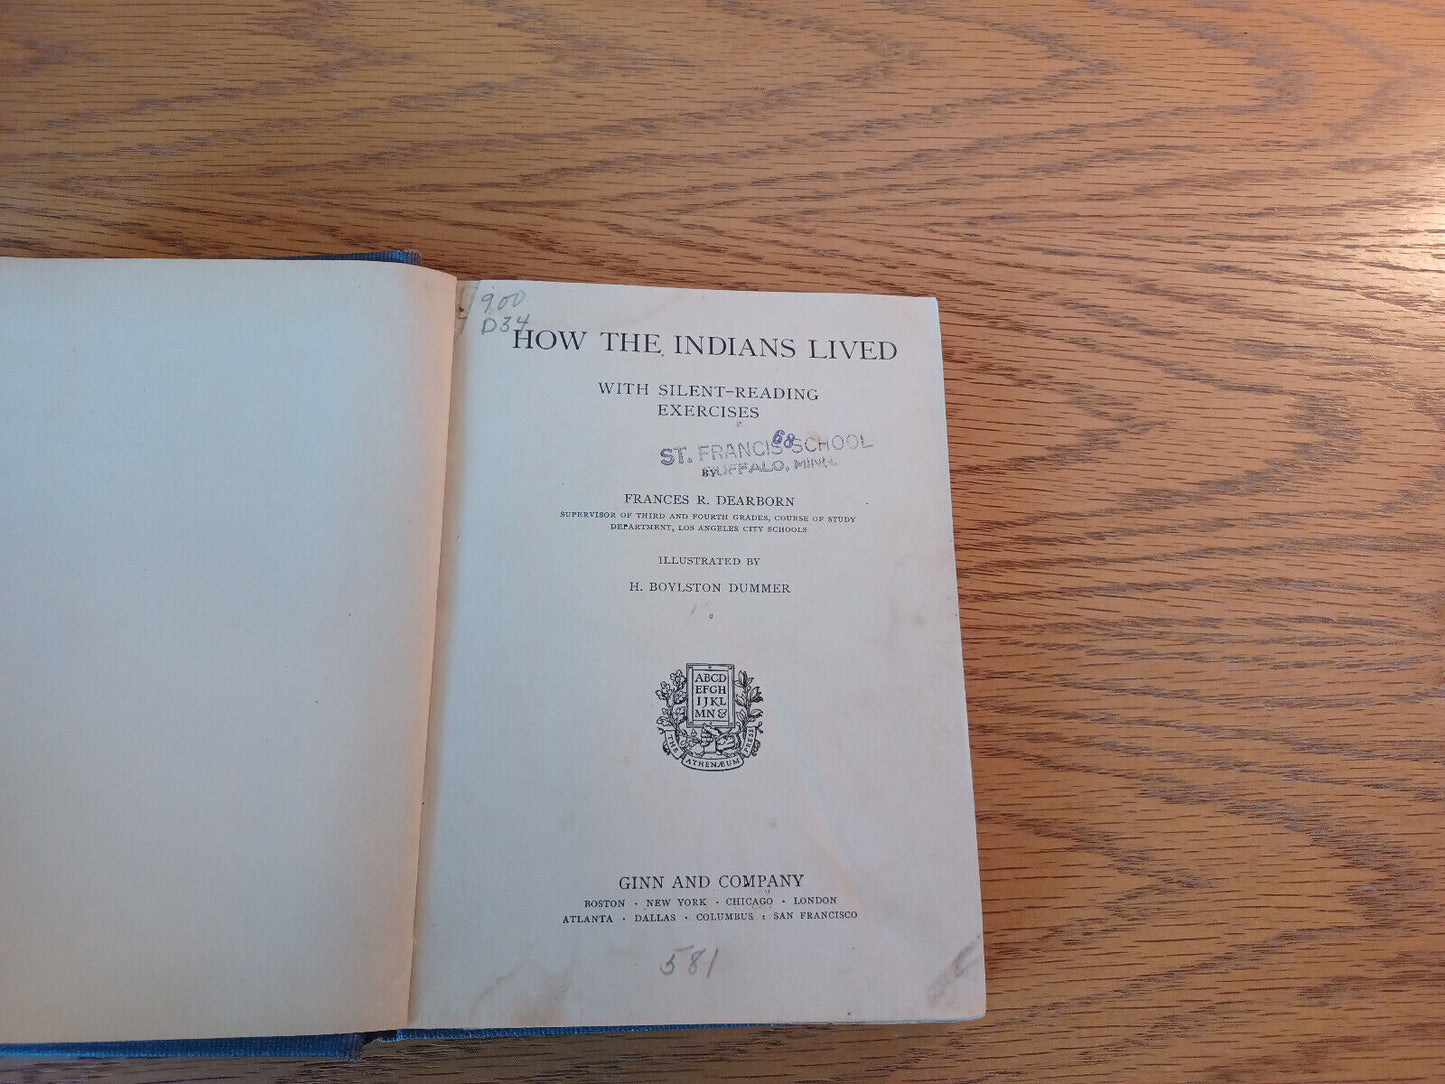 900
D34
HOW THE INDIANS LIVED
WITH SILENT-READING
EXERCISES
68
ST. FRANCIS SCHOOL
BUFFALO, MINN.
BY
FRANCES R. DEARBORN
SUPERVISOR OF THIRD AND FOURTH GRADES, COURSE OF STUDY
DEPARTMENT, LOS ANGELES CITY SCHOOLS
ILLUSTRATED BY
H. BOYLSTON DUMMER
ABCD
EFGH
IJKL
MN&
THE ATHENÆUM PRESS
GINN AND COMPANY
BOSTON · NEW YORK · CHICAGO · LONDON
ATLANTA · DALLAS · COLUMBUS · SAN FRANCISCO
581